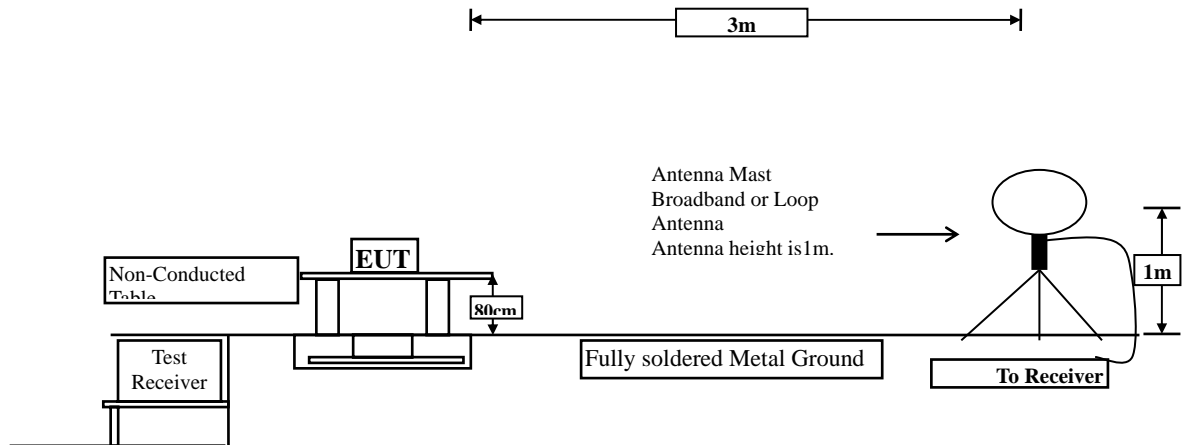 3m
Antenna Mast
Broadband or Loop
Antenna
Antenna height is1m.
EUT
Non-Conducted
Table
80cm
1m
Test
Receiver
Fully soldered Metal Ground
To Receiver